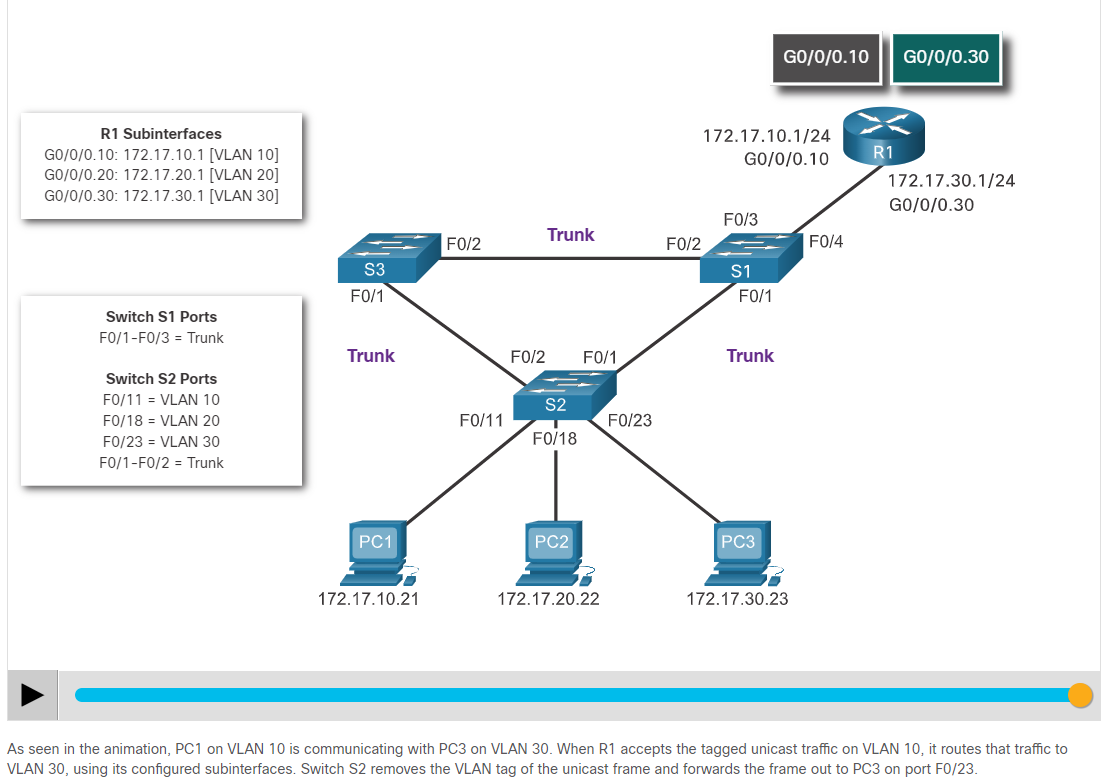 G0/0/0.10
G0/0/0.30
R1 Subinterfaces
G0/0/0.10: 172.17.10.1 [VLAN 10]
G0/0/0.20: 172.17.20.1 [VLAN 20]
G0/0/0.30: 172.17.30.1 [VLAN 30]
172.17.10.1/24
G0/0/0.10
R1
172.17.30.1/24
G0/0/0.30
F0/3
F0/4
Trunk
F0/2
F0/2
S3
S1
F0/1
F0/1
Switch S1 Ports
F0/1-F0/3 = Trunk
Switch S2 Ports
F0/11 = VLAN 10
F0/18 = VLAN 20
F0/23 = VLAN 30
F0/1-F0/2 = Trunk
Trunk
Trunk
F0/2
F0/1
S2
F0/11
F0/18
F0/23
PC1
PC2
PC3
172.17.10.21
172.17.20.22
172.17.30.23
As seen in the animation, PC1 on VLAN 10 is communicating with PC3 on VLAN 30. When R1 accepts the tagged unicast traffic on VLAN 10, it routes that traffic to
VLAN 30, using its configured subinterfaces. Switch S2 removes the VLAN tag of the unicast frame and forwards the frame out to PC3 on port F0/23.